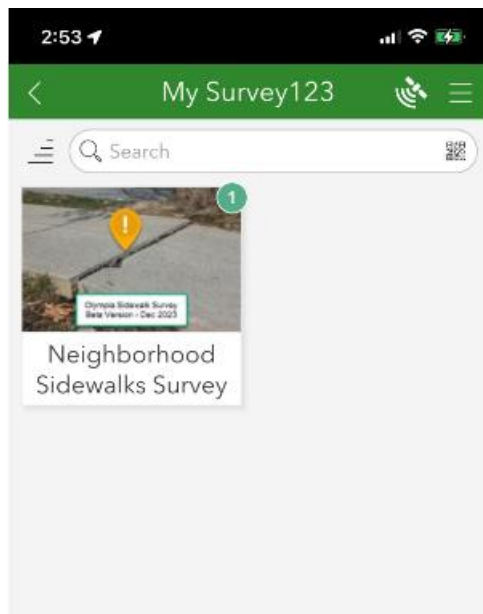 2:53
My Survey123
Search
1
!
Olympia Sidewalk Survey
Beta Version - Dec 2023
Neighborhood
Sidewalks Survey